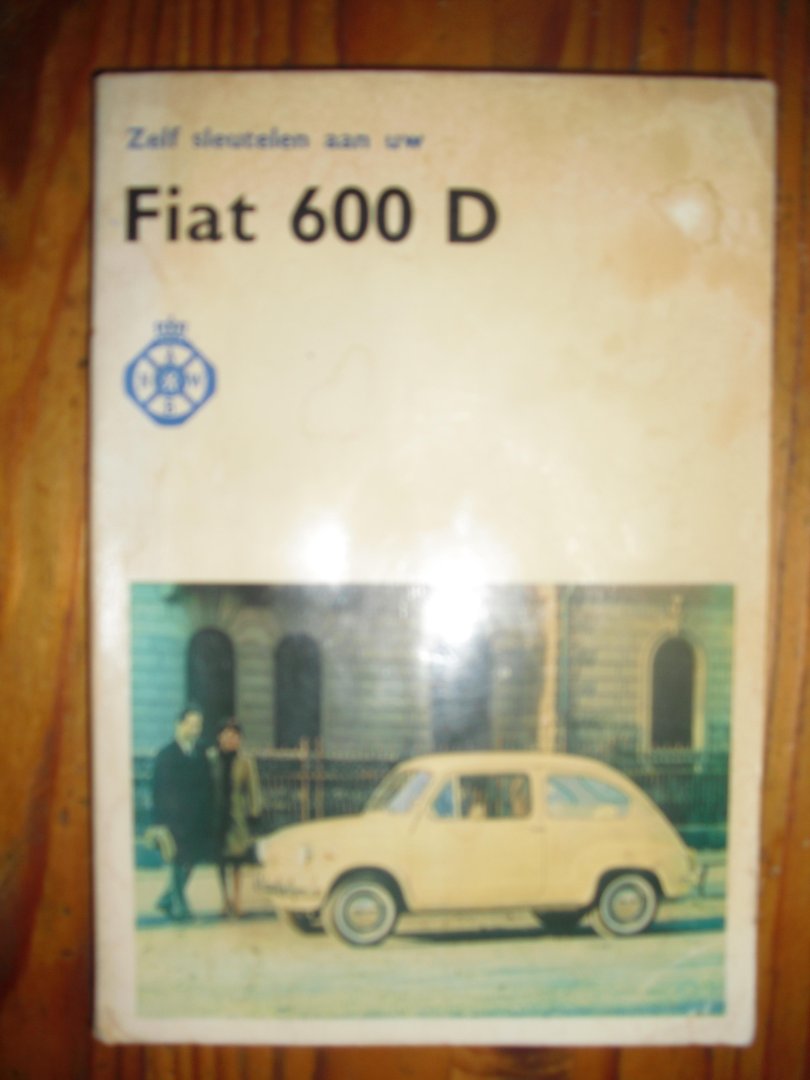 Zelf sleutelen aan uw
Fiat 600 D